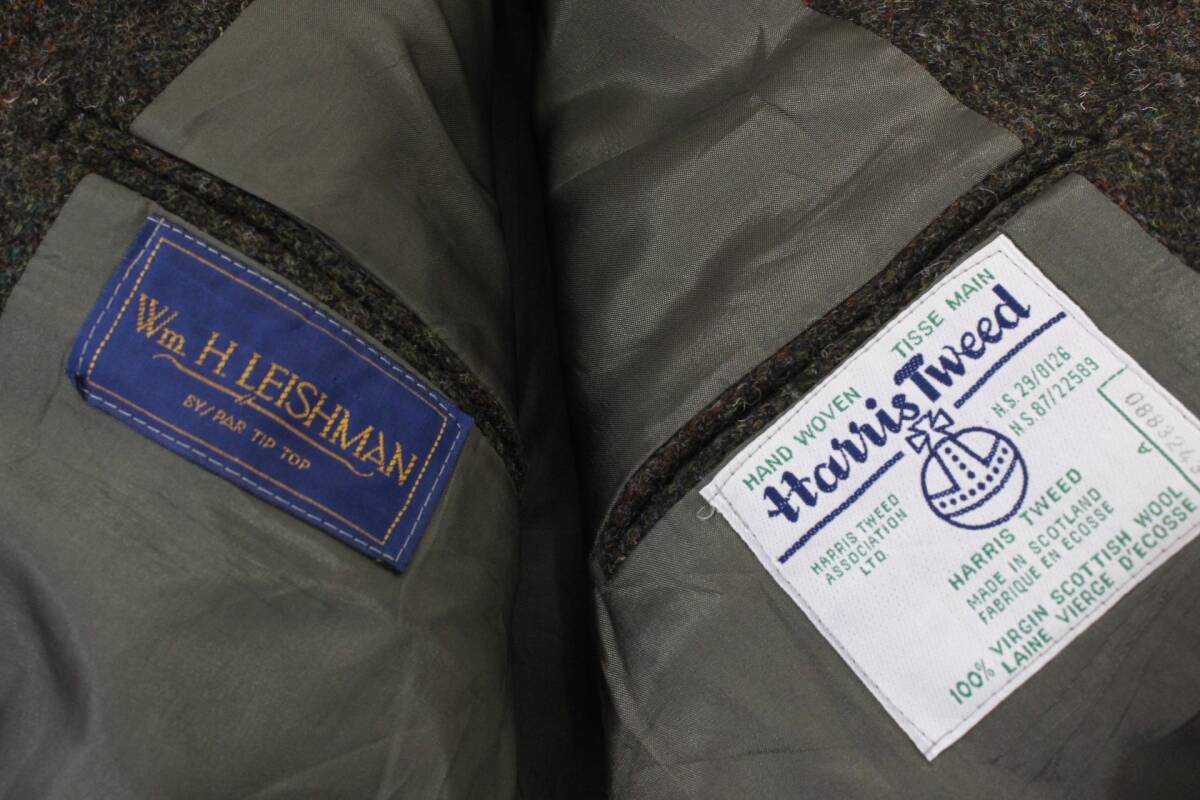 Wm. H. LEISHMAN
BY/PAR TIP TOP
HAND WOVEN TISSE MAIN
Harris Tweed
N.S. 29/8126
N.S. 87/22589
HARRIS TWEED
ASSOCIATION
LTD
A
HARRIS TWEED
MADE IN SCOTLAND
FABRIQUE EN ECOSSE
100% VIRGIN SCOTTISH WOOL
LAINE VIERGE D'ECOSSE